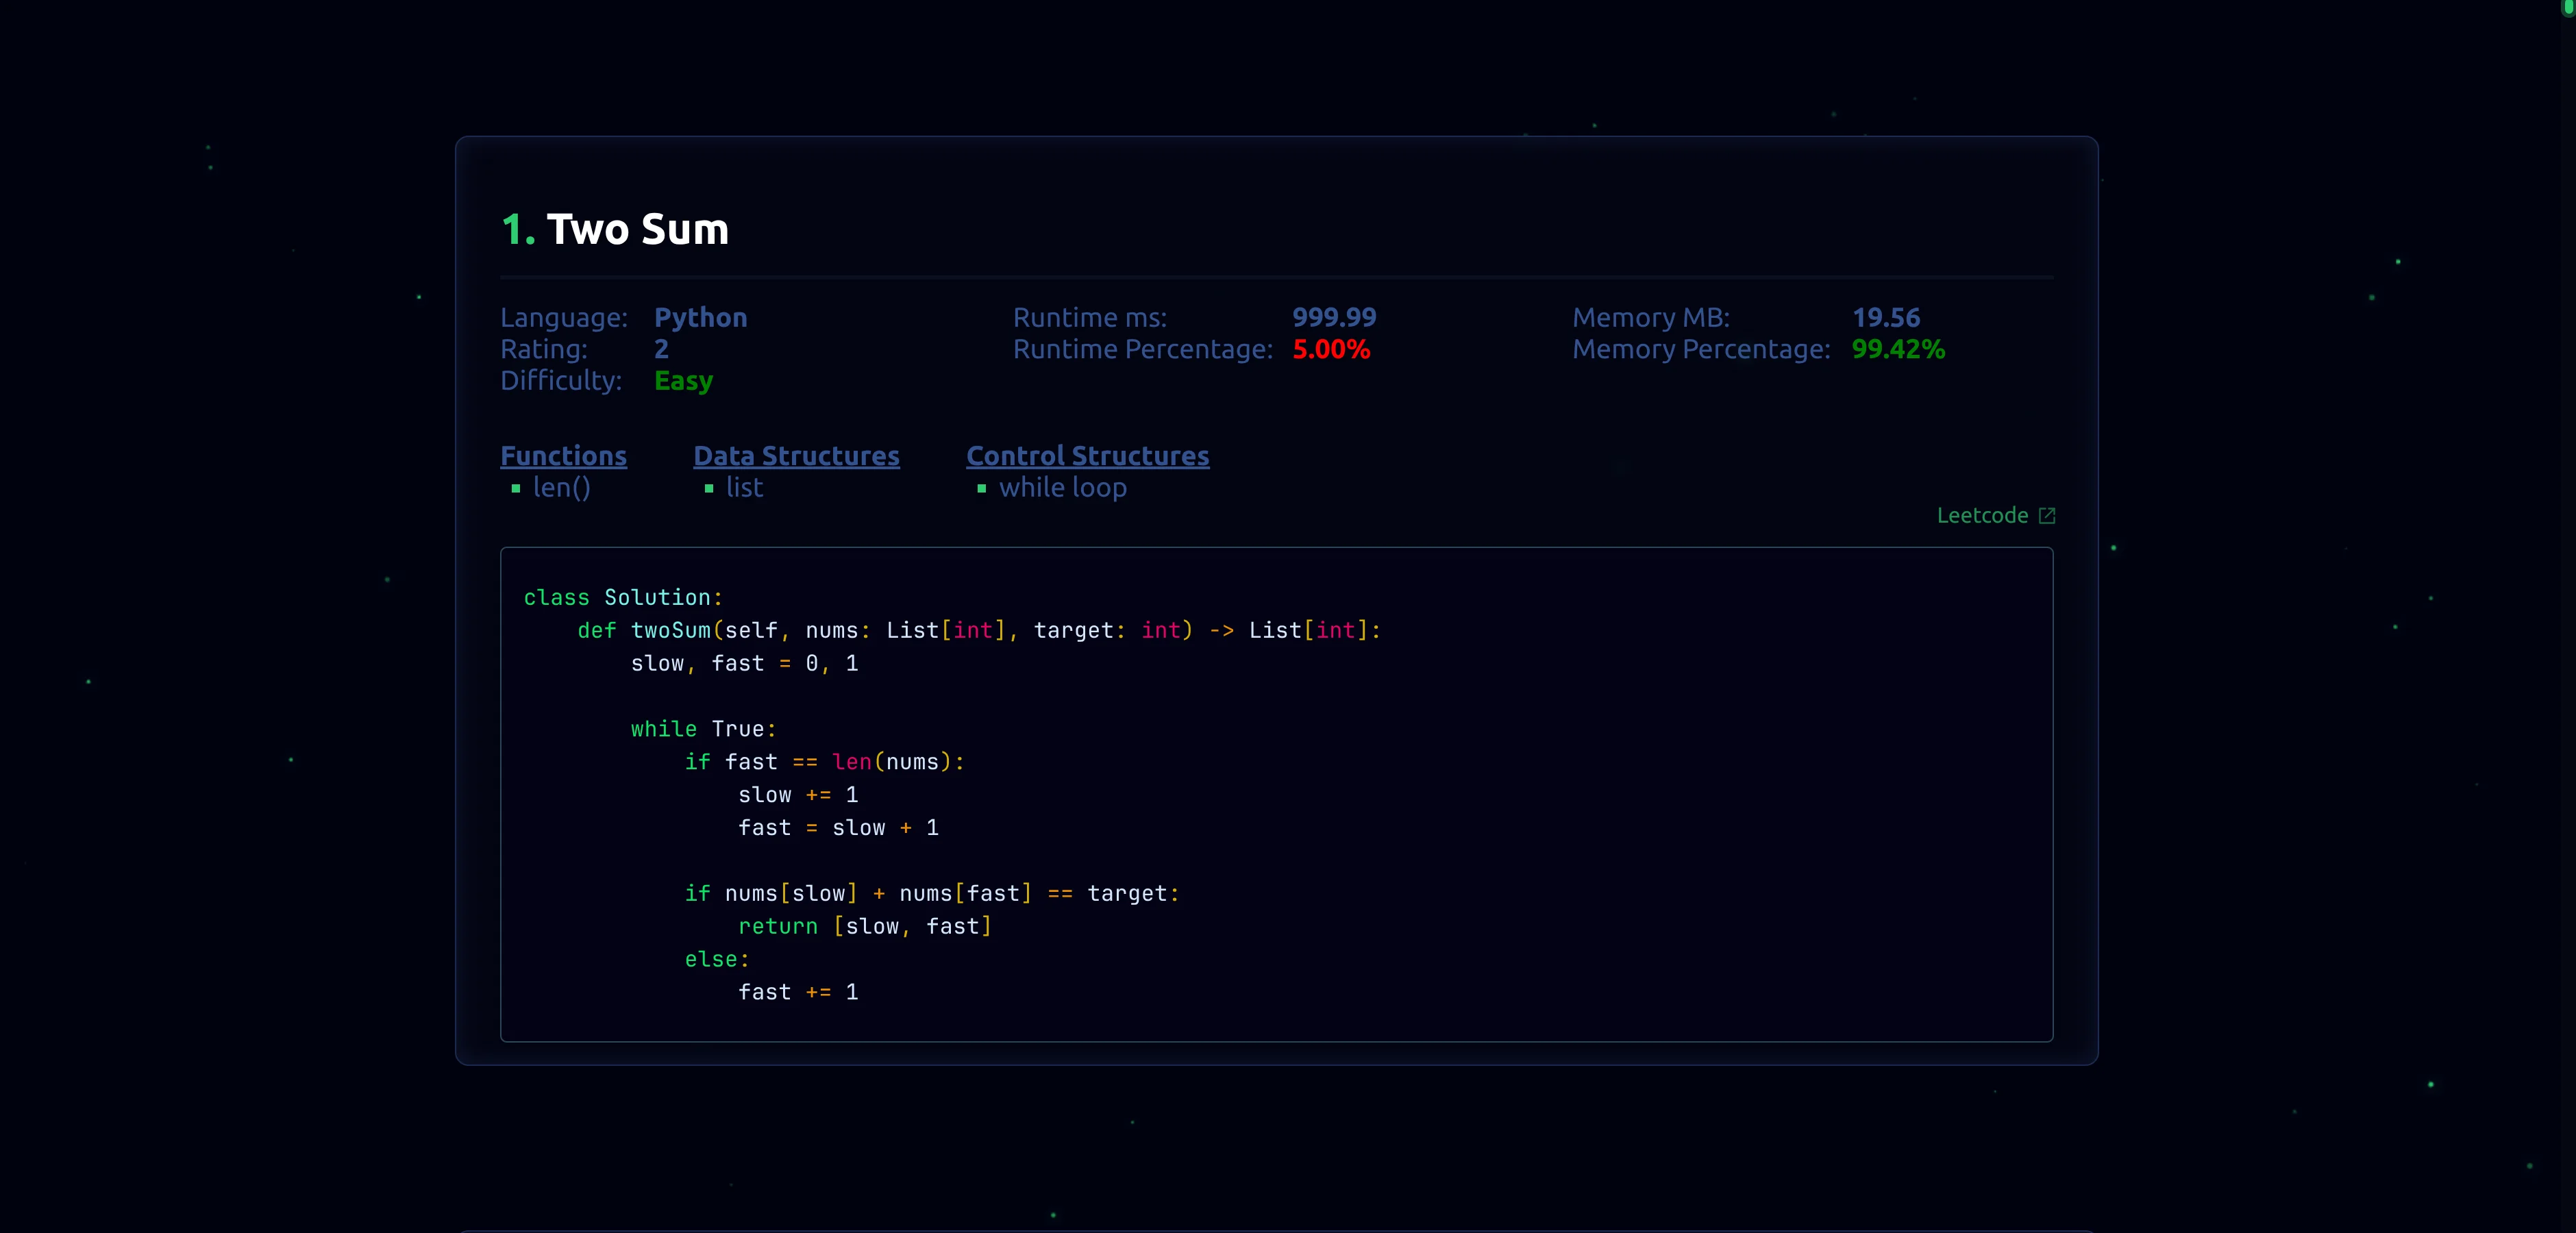 1. Two Sum
Language: Python
Rating: 2
Difficulty: Easy
Runtime ms: 999.99
Runtime Percentage: 5.00%
Memory MB: 19.56
Memory Percentage: 99.42%
Functions
len()
Data Structures
list
Control Structures
while loop
Leetcode
class Solution:
    def twoSum(self, nums: List[int], target: int) -> List[int]:
        slow, fast = 0, 1
        while True:
            if fast == len(nums):
                slow += 1
                fast = slow + 1
            if nums[slow] + nums[fast] == target:
                return [slow, fast]
            else:
                fast += 1